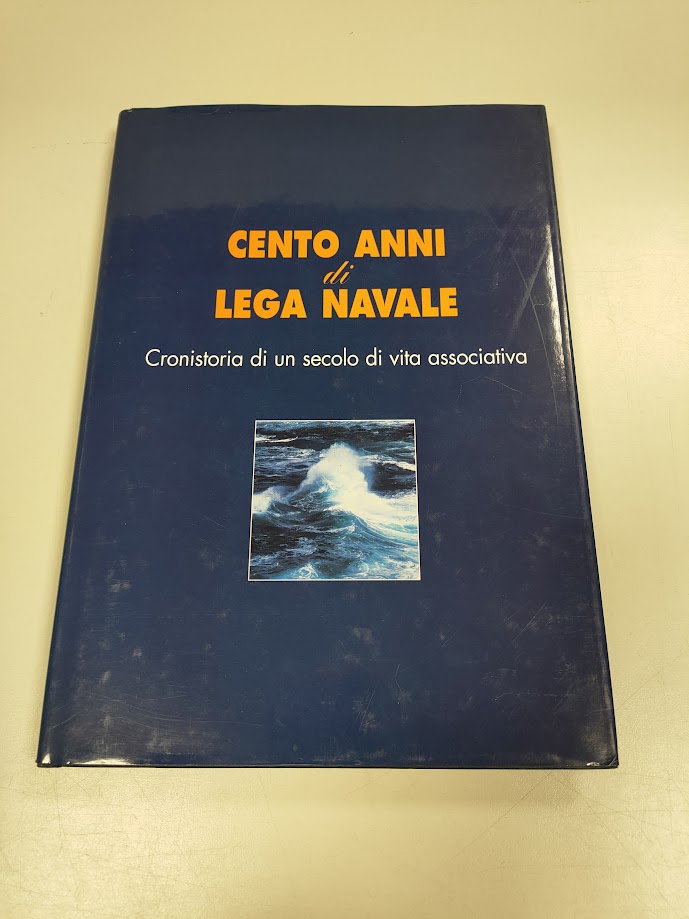 CENTO ANNI
di
LEGA NAVALE
Cronistoria di un secolo di vita associativa